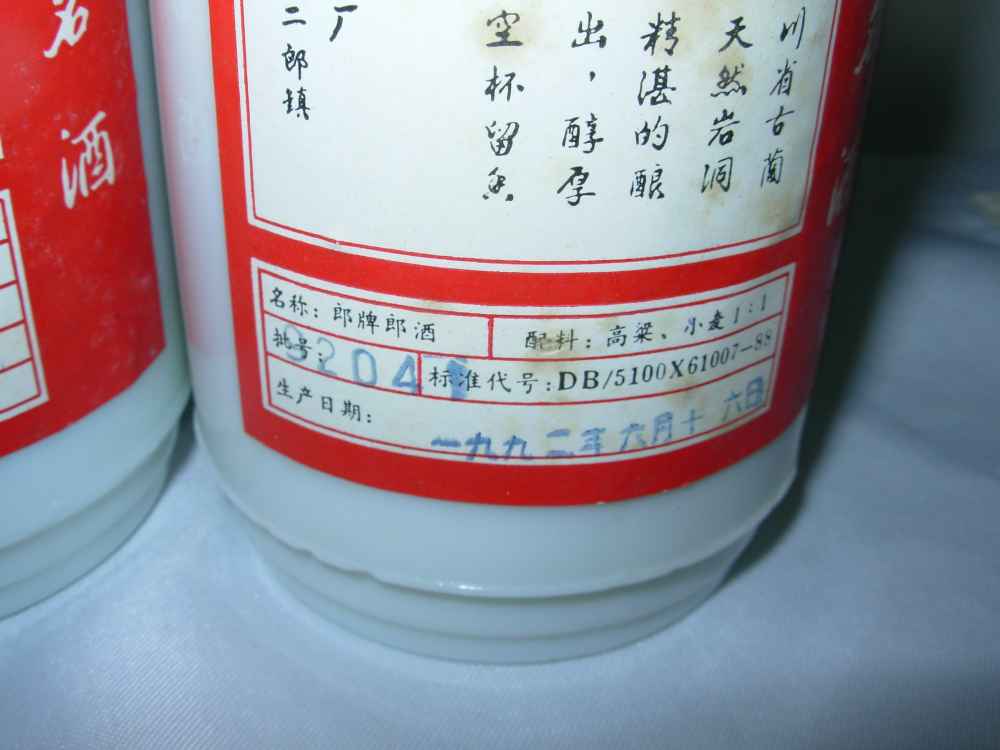 川省古蔺
天然岩洞
精湛的酿
出，醇厚
空杯留香
厂
二郎镇
名酒
名称：郎牌郎酒
配料：高粱、小麦1:1
批号：
标准代号：DB/5100X61007-88
生产日期：一九九二年六月十六日